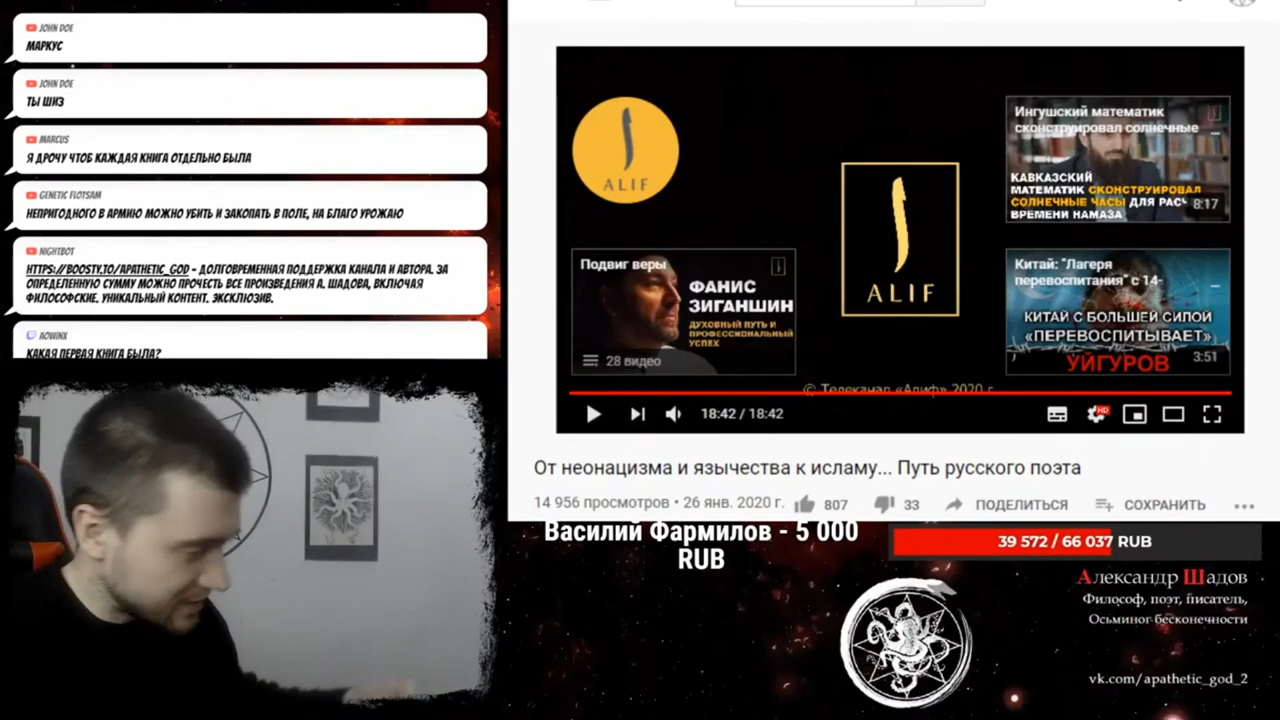 JOHN DOE
МАРКУС
JOHN DOE
ТЫ ШИЗ
MARCUS
Я ДРОЧУ ЧТОБ КАЖДАЯ КНИГА ОТДЕЛЬНО БЫЛА
GENETIC FLOTSAM
НЕПРИГОДНОГО В АРМИЮ МОЖНО УБИТЬ И ЗАКОПАТЬ В ПОЛЕ, НА БЛАГО УРОЖАЮ
NIGHTBOT
HTTPS://BOOSTY.TO/APATHETIC_GOD - ДОЛГОВРЕМЕННАЯ ПОДДЕРЖКА КАНАЛА И АВТОРА. ЗА
ОПРЕДЕЛЕННУЮ СУММУ МОЖНО ПРОЧЕСТЬ ВСЕ ПРОИЗВЕДЕНИЯ А. ШАДОВА, ВКЛЮЧАЯ
ФИЛОСОФСКИЕ. УНИКАЛЬНЫЙ КОНТЕНТ. ЭКСКЛЮЗИВ.
AOWINX
КАКАЯ ПЕРВАЯ КНИГА БЫЛА?
ALIF
ALIF
Ингушский математик
сконструировал солнечные
...
КАВКАЗСКИЙ
МАТЕМАТИК СКОНСТРУИРОВАЛ
СОЛНЕЧНЫЕ ЧАСЫ ДЛЯ
ВРЕМЕНИ НАМАЗА
8:17
Подвиг веры
ФАНИС
ЗИГАНШИН
ДУХОВНЫЙ ПУТЬ И
ПРОФЕССИОНАЛЬНЫЙ
УСПЕХ
28 видео
Китай: "Лагеря
перевоспитания" с 14-
...
КИТАЙ С БОЛЬШЕЙ СИЛОЙ
«ПЕРЕВОСПИТЫВАЕТ»
УЙГУРОВ
3:51
© Телеканал «Алиф» 2020 г.
18:42 / 18:42
HD
От неонацизма и язычества к исламу... Путь русского поэта
14 956 просмотров • 26 янв. 2020 г.
807
33
ПОДЕЛИТЬСЯ
СОХРАНИТЬ
Василий Фармилов - 5 000
RUB
39 572 / 66 037 RUB
Александр Шадов
Философ, поэт, писатель,
Осьминог бесконечности
vk.com/apathetic_god_2